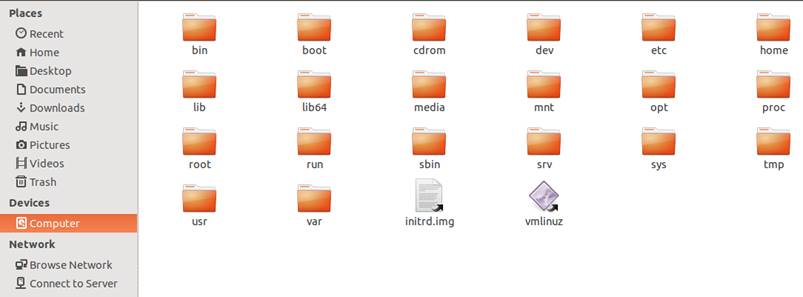 Places
Recent
Home
Desktop
Documents
Downloads
Music
Pictures
Videos
Trash
Devices
Computer
Network
Browse Network
Connect to Server
bin boot cdrom dev etc home
lib lib64 media mnt opt proc
root run sbin srv sys tmp
usr var initrd.img vmlinuz